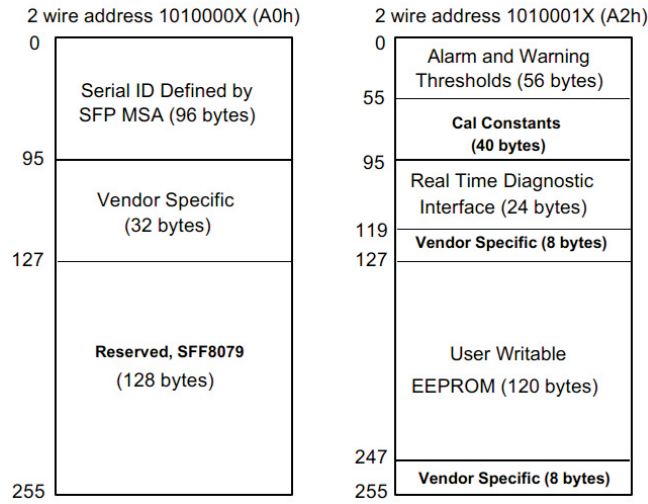 2 wire address 1010000X (A0h)
0
Serial ID Defined by
SFP MSA (96 bytes)
95
Vendor Specific
(32 bytes)
127
Reserved, SFF8079
(128 bytes)
255
2 wire address 1010001X (A2h)
0
Alarm and Warning
Thresholds (56 bytes)
55
Cal Constants
(40 bytes)
95
Real Time Diagnostic
Interface (24 bytes)
119
Vendor Specific (8 bytes)
127
User Writable
EEPROM (120 bytes)
247
Vendor Specific (8 bytes)
255